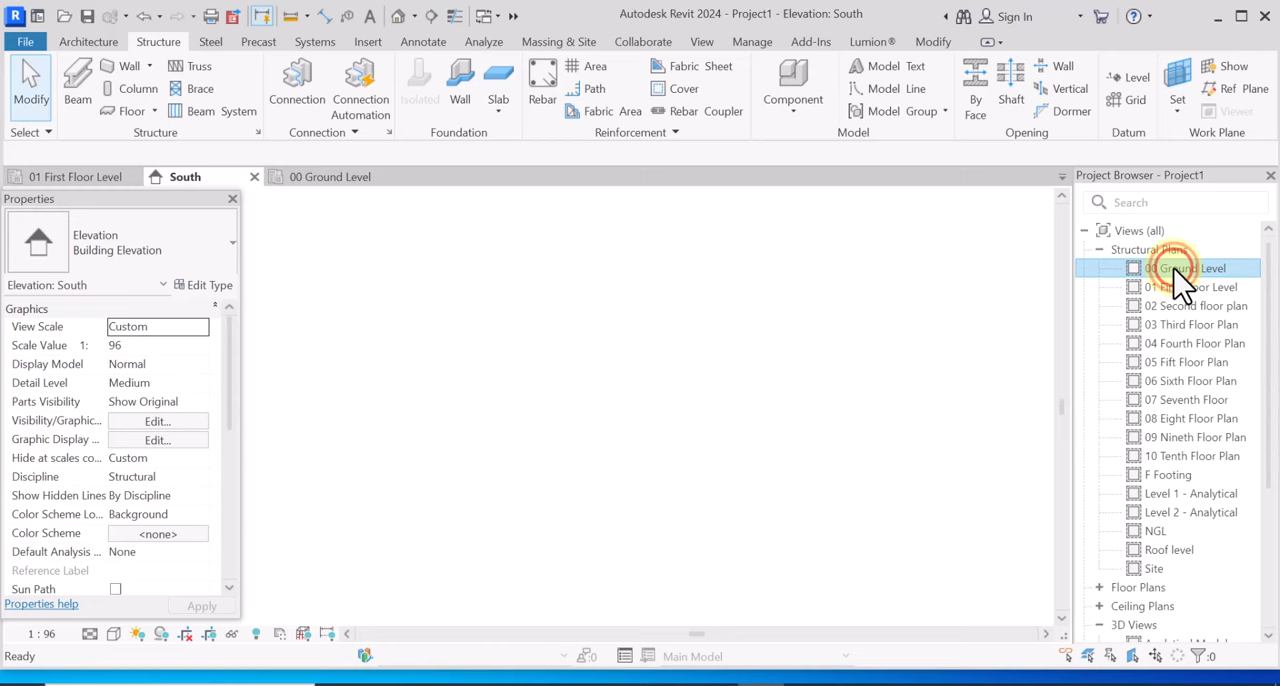 Autodesk Revit 2024 - Project1 - Elevation: South
Sign In
File Architecture Structure Steel Precast Systems Insert Annotate Analyze Massing & Site Collaborate View Manage Add-Ins Lumion® Modify
Modify
Select
Beam
Wall
Column
Floor
Truss
Brace
Beam System
Structure
Connection
Connection Automation
Connection
Isolated
Wall
Slab
Foundation
Rebar
Area
Path
Fabric Area
Fabric Sheet
Cover
Rebar Coupler
Reinforcement
Component
Model Text
Model Line
Model Group
Model
By Face
Shaft
Wall
Vertical
Dormer
Opening
Level
Grid
Datum
Set
Show
Ref Plane
Viewer
Work Plane
01 First Floor Level
South
00 Ground Level
Properties
Elevation
Building Elevation
Elevation: South
Edit Type
Graphics
View Scale Custom
Scale Value 1: 96
Display Model Normal
Detail Level Medium
Parts Visibility Show Original
Visibility/Graphic... Edit...
Graphic Display ... Edit...
Hide at scales co... Custom
Discipline Structural
Show Hidden Lines By Discipline
Color Scheme Lo... Background
Color Scheme <none>
Default Analysis ... None
Reference Label
Sun Path
Properties help
Apply
Project Browser - Project1
Search
Views (all)
Structural Plans
00 Ground Level
01 First Floor Level
02 Second floor plan
03 Third Floor Plan
04 Fourth Floor Plan
05 Fift Floor Plan
06 Sixth Floor Plan
07 Seventh Floor
08 Eight Floor Plan
09 Nineth Floor Plan
10 Tenth Floor Plan
F Footing
Level 1 - Analytical
Level 2 - Analytical
NGL
Roof level
Site
Floor Plans
Ceiling Plans
3D Views
1 : 96
Ready
:0
Main Model
:0